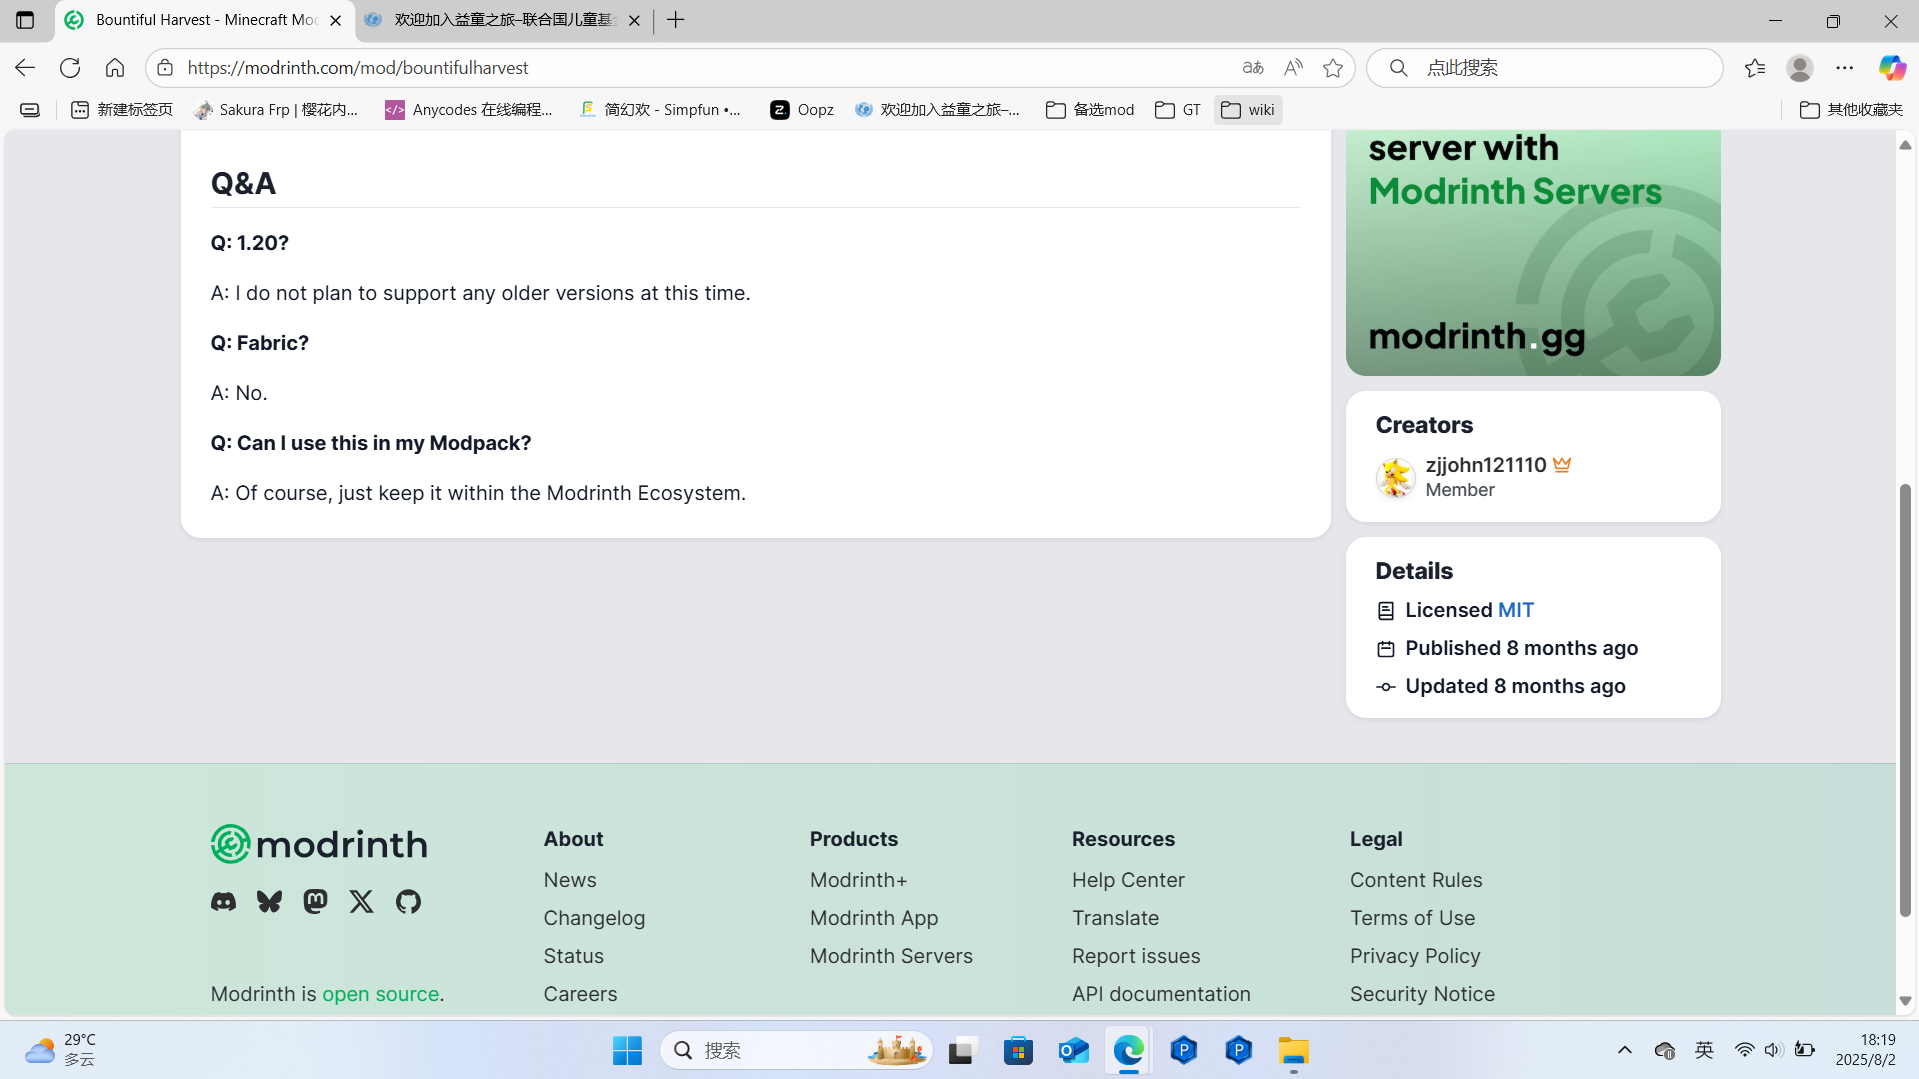 Bountiful Harvest - Minecraft Mod
欢迎加入益童之旅–联合国儿童基金
https://modrinth.com/mod/bountifulharvest
点此搜索
新建标签页
Sakura Frp | 樱花内...
Anycodes 在线编程...
简幻欢 - Simpfun •...
Oopz
欢迎加入益童之旅–...
备选mod
GT
wiki
其他收藏夹
Q&A
Q: 1.20?
A: I do not plan to support any older versions at this time.
Q: Fabric?
A: No.
Q: Can I use this in my Modpack?
A: Of course, just keep it within the Modrinth Ecosystem.
server with
Modrinth Servers
modrinth.gg
Creators
zjjohn121110
Member
Details
Licensed MIT
Published 8 months ago
Updated 8 months ago
modrinth
Modrinth is open source.
About
News
Changelog
Status
Careers
Products
Modrinth+
Modrinth App
Modrinth Servers
Resources
Help Center
Translate
Report issues
API documentation
Legal
Content Rules
Terms of Use
Privacy Policy
Security Notice
29°C
多云
搜索
英
18:19
2025/8/2